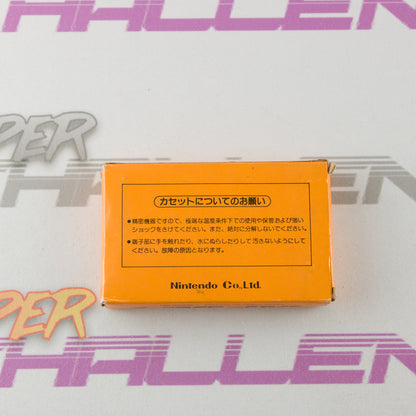 HALLEN
PER
HALLEN
カセットについてのお願い
●精密機器ですので、極端な温度条件下での使用や保管および強い
ショックをさけてください。また、絶対に分解しないでください。
●端子部に手を触れたり、水にぬらしたりして汚さないようにして
ください。故障の原因となります。
Nintendo Co.,Ltd.
PER
HALLEN